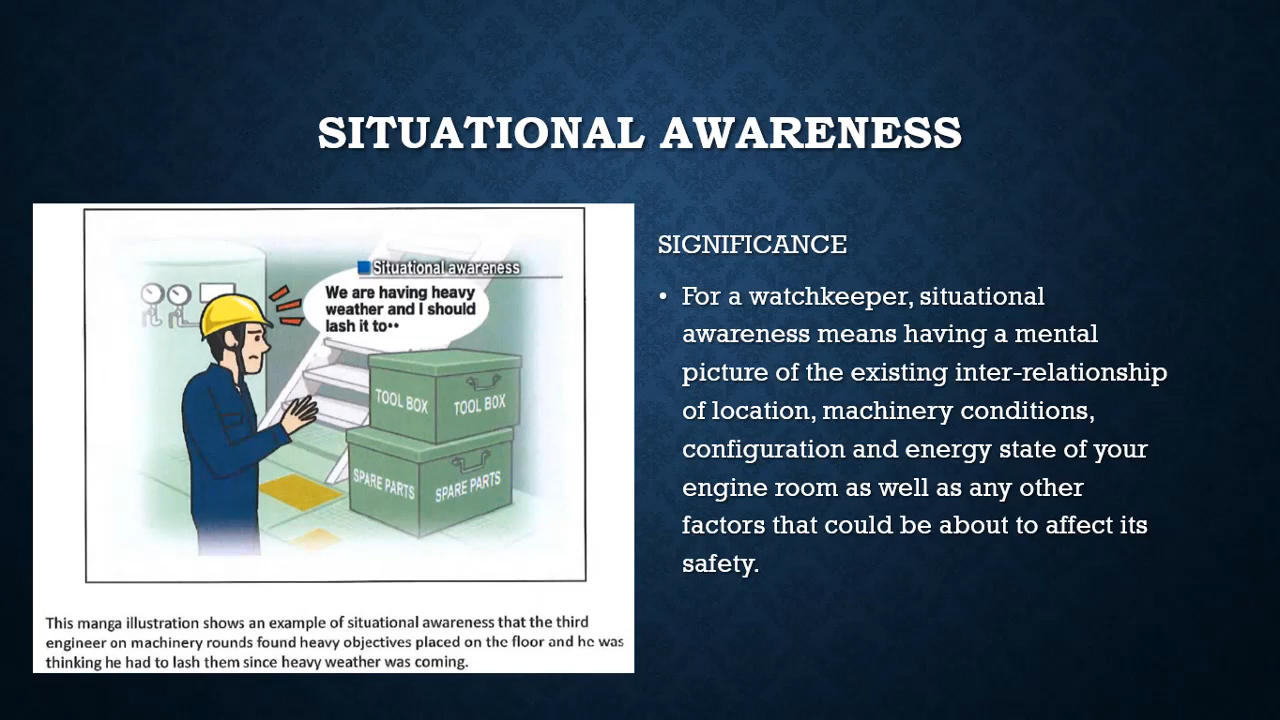 SITUATIONAL AWARENESS
Situational awareness
We are having heavy
weather and I should
lash it to••
TOOL BOX TOOL BOX
SPARE PARTS SPARE PARTS
This manga illustration shows an example of situational awareness that the third
engineer on machinery rounds found heavy objectives placed on the floor and he was
thinking he had to lash them since heavy weather was coming.
SIGNIFICANCE
• For a watchkeeper, situational
awareness means having a mental
picture of the existing inter-relationship
of location, machinery conditions,
configuration and energy state of your
engine room as well as any other
factors that could be about to affect its
safety.